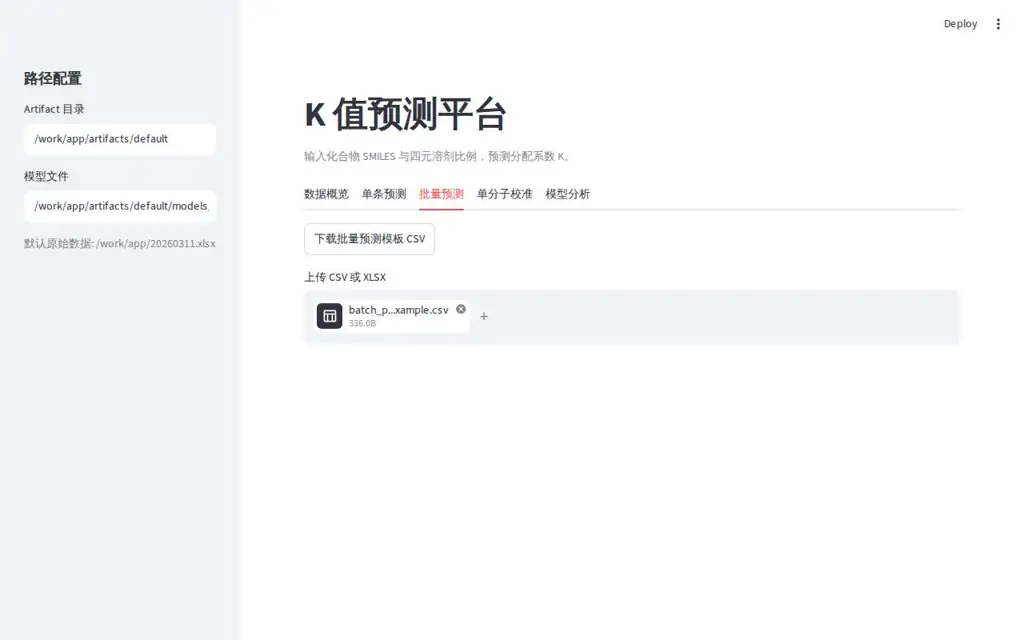 Deploy
路径配置
Artifact 目录
/work/app/artifacts/default
模型文件
/work/app/artifacts/default/models
默认原始数据: /work/app/20260311.xlsx
K 值预测平台
输入化合物 SMILES 与四元溶剂比例，预测分配系数 K。
数据概览 单条预测 批量预测 单分子校准 模型分析
下载批量预测模板 CSV
上传 CSV 或 XLSX
batch_p...xample.csv
336.0B